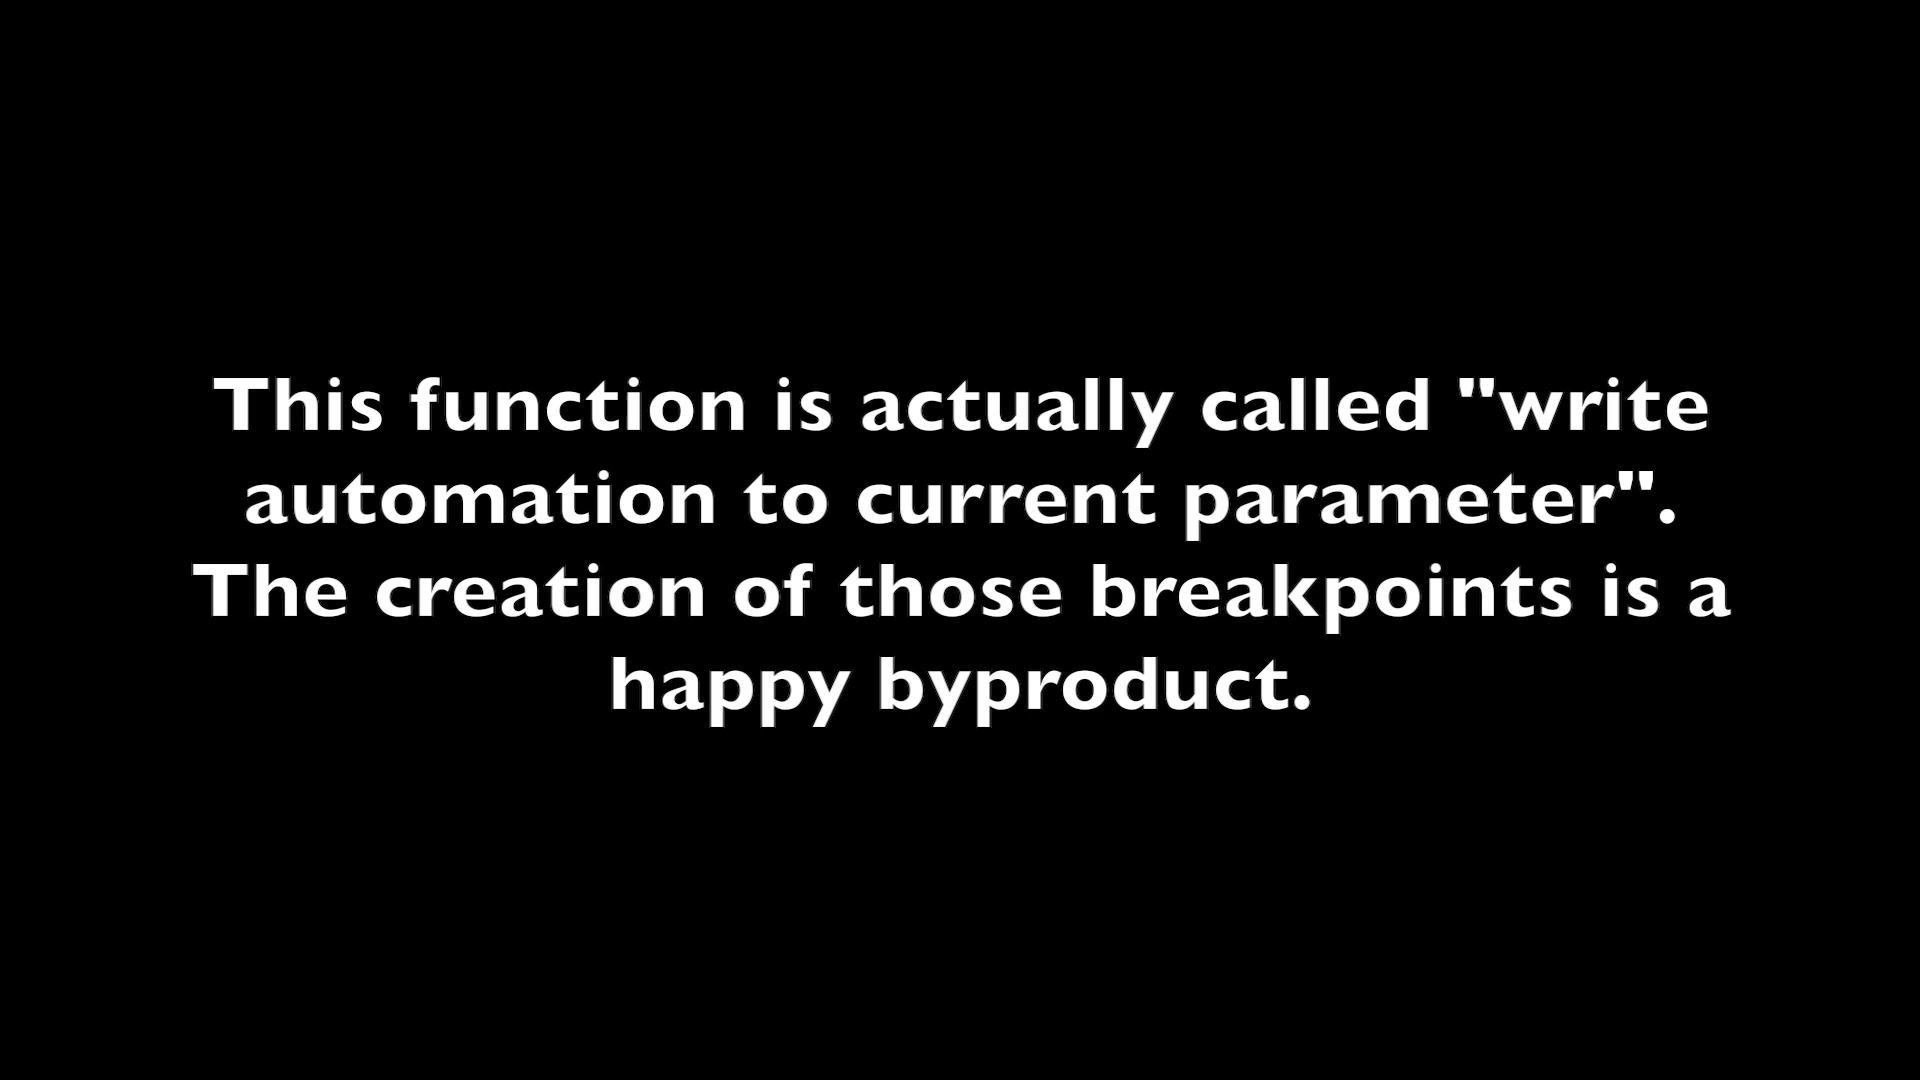 This function is actually called "write
automation to current parameter".
The creation of those breakpoints is a
happy byproduct.